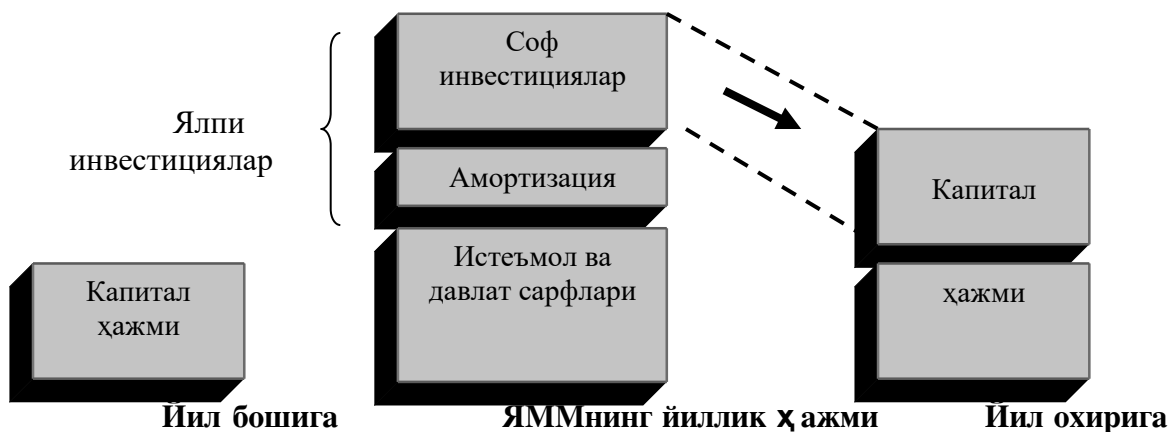 Соф
инвестициялар
Ялпи
инвестициялар
Амортизация
Капитал
Истеъмол ва
давлат сарфлари
Капитал
ҳажми
ҳажми
Йил бошига
ЯММнинг йиллик ҳажми
Йил охирига